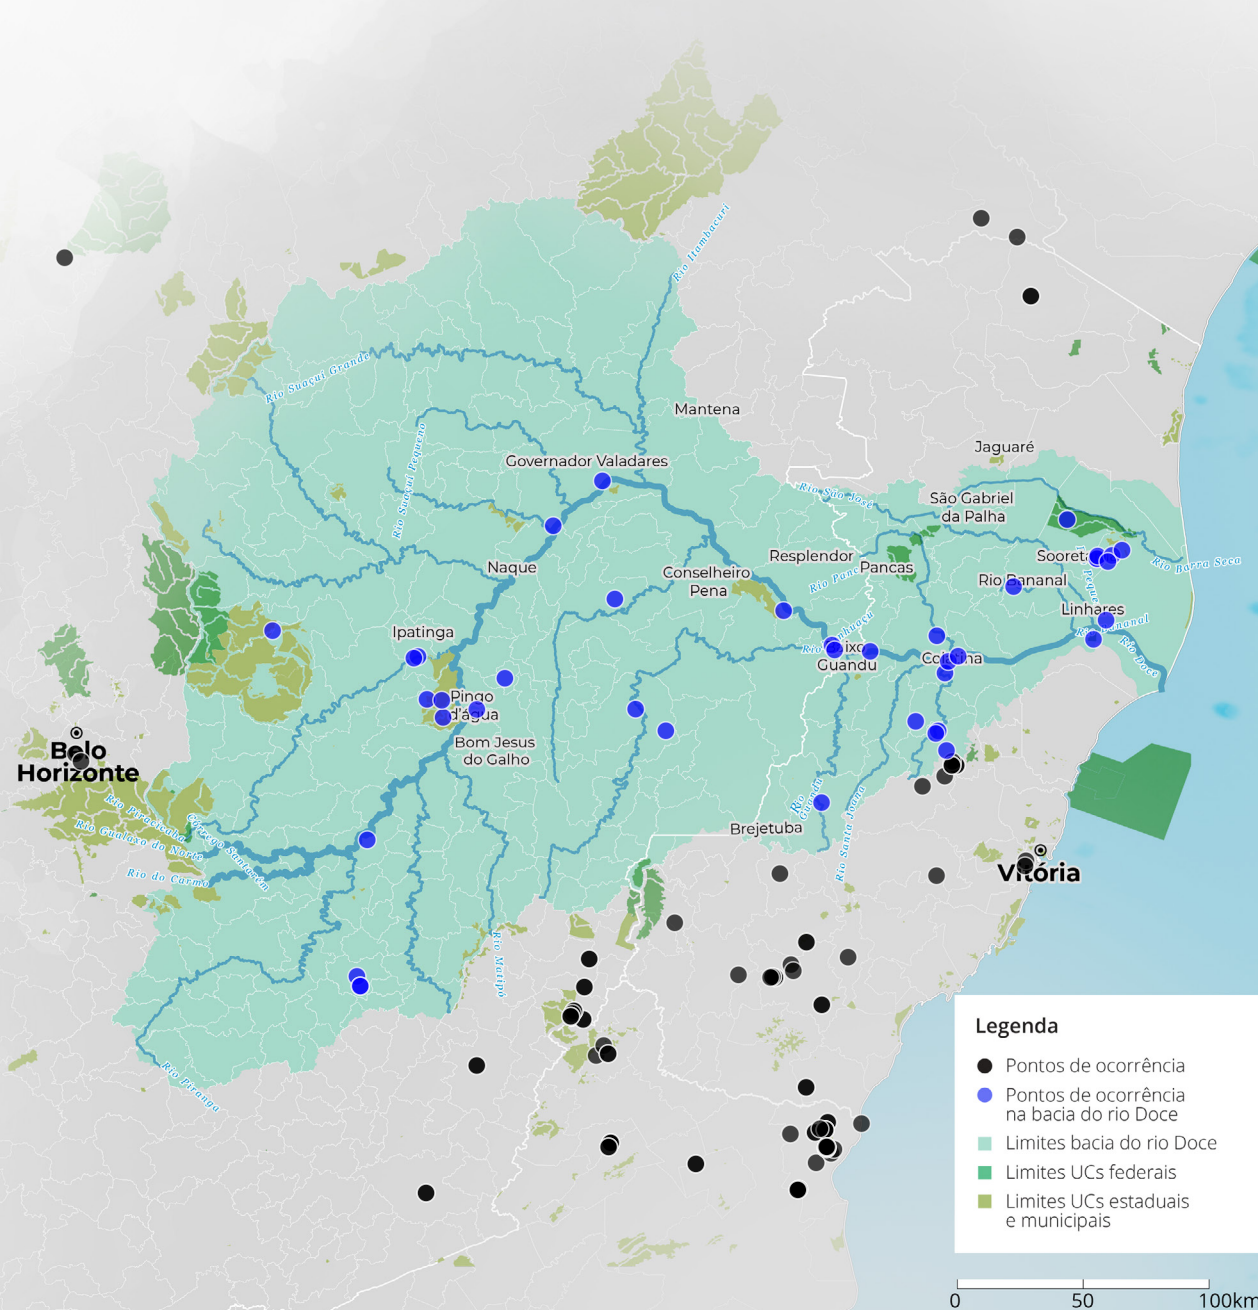 Rio Itambacuri
Rio Suaçuí Grande
Mantena
Rio Suaçuí Pequeno
Governador Valadares
Jaguaré
Rio São José
São Gabriel
da Palha
Naque
Conselheiro
Pena
Resplendor
Rio Panc
Pancas
Sooreta
Rio Barra Seca
Rio Bananal
Linhares
Ipatinga
Rio Doce
Guandu
Pingo
d'água
Bom Jesus
do Galho
Belo
Horizonte
Rio Piracicaba
Rio Gualaxo do Norte
Rio do Carmo
Córrego Santarém
Rio
Guandu
Rio Santa Joana
Brejetuba
Vitória
Rio Matipó
Rio Piranga
Legenda
Pontos de ocorrência
Pontos de ocorrência
na bacia do rio Doce
Limites bacia do rio Doce
Limites UCs federais
Limites UCs estaduais
e municipais
0 50 100km